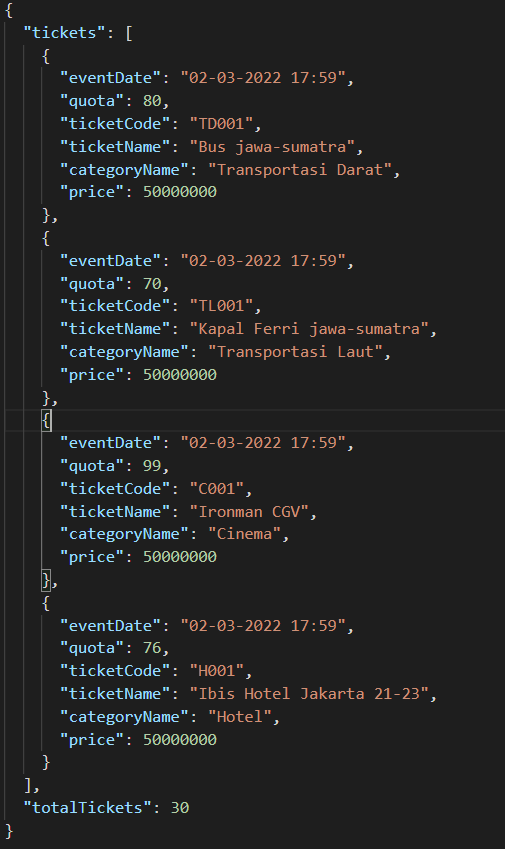 {
  "tickets": [
    {
      "eventDate": "02-03-2022 17:59",
      "quota": 80,
      "ticketCode": "TD001",
      "ticketName": "Bus jawa-sumatra",
      "categoryName": "Transportasi Darat",
      "price": 50000000
    },
    {
      "eventDate": "02-03-2022 17:59",
      "quota": 70,
      "ticketCode": "TL001",
      "ticketName": "Kapal Ferri jawa-sumatra",
      "categoryName": "Transportasi Laut",
      "price": 50000000
    },
    {
      "eventDate": "02-03-2022 17:59",
      "quota": 99,
      "ticketCode": "C001",
      "ticketName": "Ironman CGV",
      "categoryName": "Cinema",
      "price": 50000000
    },
    {
      "eventDate": "02-03-2022 17:59",
      "quota": 76,
      "ticketCode": "H001",
      "ticketName": "Ibis Hotel Jakarta 21-23",
      "categoryName": "Hotel",
      "price": 50000000
    }
  ],
  "totalTickets": 30
}